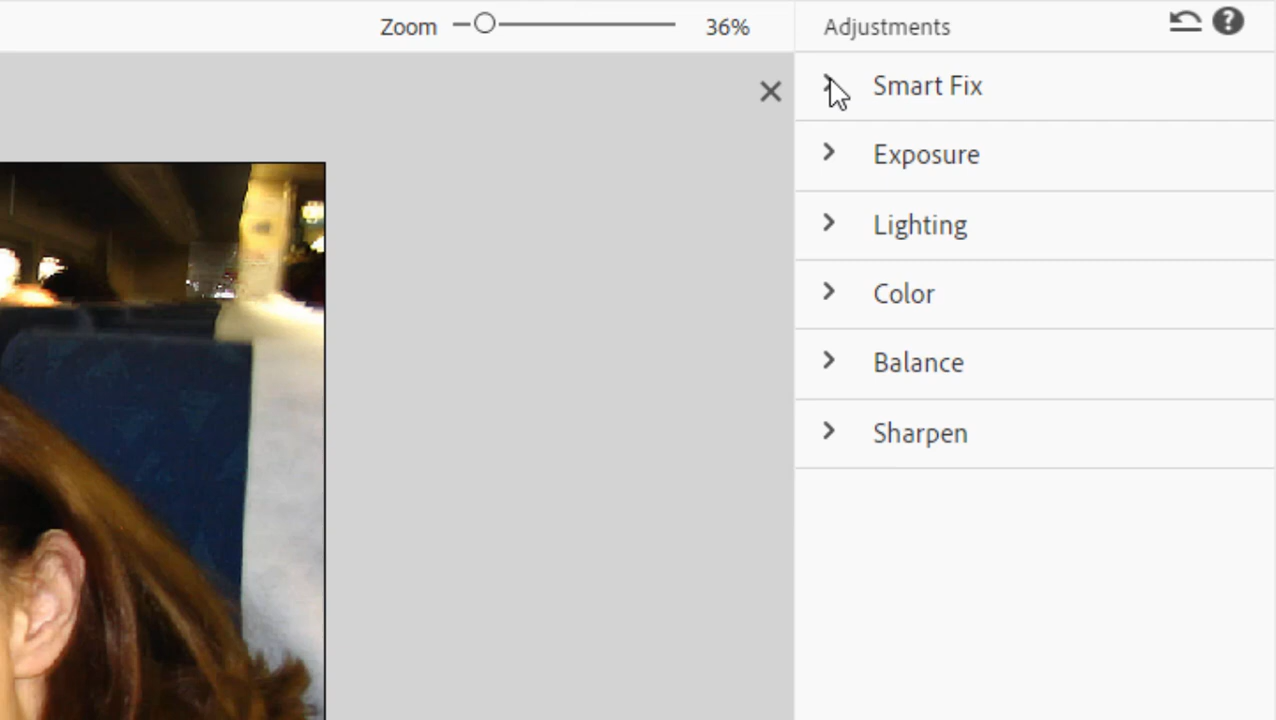 Zoom 36% Adjustments ?
Smart Fix
Exposure
Lighting
Color
Balance
Sharpen